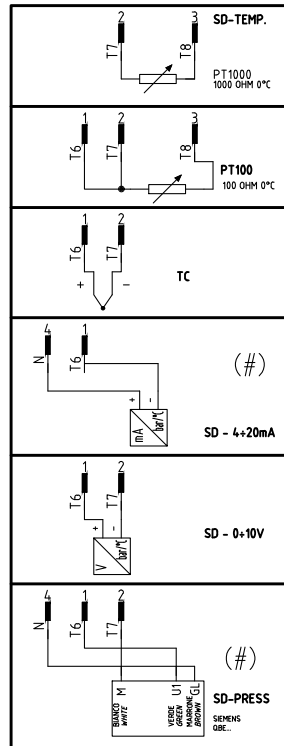 2 3 SD-TEMP.
T7 T8
PT1000
1000 OHM 0°C
1 2 3
T6 T7 T8
PT100
100 OHM 0°C
1 2
T6 T7
+ -
TC
4 1
N T6
(#)
+ -
mA bar/°C
SD - 4÷20mA
1 2
T6 T7
+ -
V bar/°C
SD - 0÷10V
4 1 2
N T6 T7
(#)
BIANCO
WHITE
M
VERDE
GREEN
U1
MARRONE
BROWN
GL
SD-PRESS
SIEMENS
QBE...